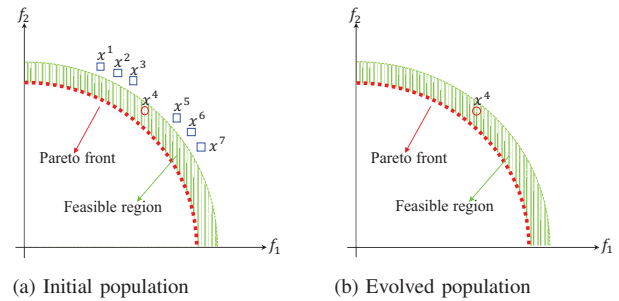 f₂
x¹
x²
x³
x⁴
x⁵
x⁶
x⁷
Pareto front
Feasible region
f₁
(a) Initial population
f₂
x⁴
Pareto front
Feasible region
f₁
(b) Evolved population